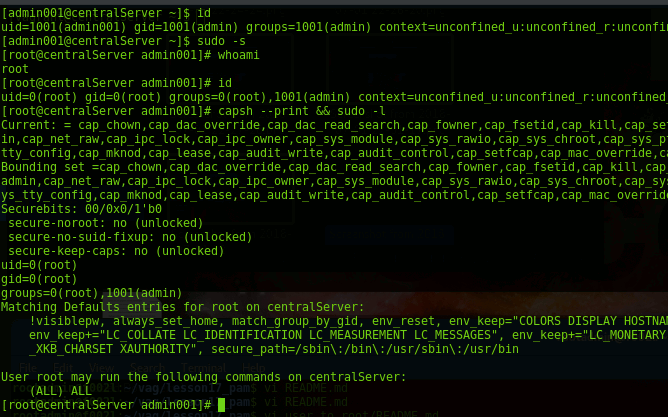 [admin001@centralServer ~]$ id
uid=1001(admin001) gid=1001(admin) groups=1001(admin) context=unconfined_u:unconfined_r:unconfine
[admin001@centralServer ~]$ sudo -s
[root@centralServer admin001]# whoami
root
[root@centralServer admin001]# id
uid=0(root) gid=0(root) groups=0(root),1001(admin) context=unconfined_u:unconfined_r:unconfined
[root@centralServer admin001]# capsh --print && sudo -l
Current: = cap_chown,cap_dac_override,cap_dac_read_search,cap_fowner,cap_fsetid,cap_kill,cap_set
in,cap_net_raw,cap_ipc_lock,cap_ipc_owner,cap_sys_module,cap_sys_rawio,cap_sys_chroot,cap_sys_pt
tty_config,cap_mknod,cap_lease,cap_audit_write,cap_audit_control,cap_setfcap,cap_mac_override,ca
Bounding set =cap_chown,cap_dac_override,cap_dac_read_search,cap_fowner,cap_fsetid,cap_kill,cap_
admin,cap_net_raw,cap_ipc_lock,cap_ipc_owner,cap_sys_module,cap_sys_rawio,cap_sys_chroot,cap_sys
ys_tty_config,cap_mknod,cap_lease,cap_audit_write,cap_audit_control,cap_setfcap,cap_mac_override
Securebits: 00/0x0/1'b0
secure-noroot: no (unlocked)
secure-no-suid-fixup: no (unlocked)
secure-keep-caps: no (unlocked)
uid=0(root)
gid=0(root)
groups=0(root),1001(admin)
Matching Defaults entries for root on centralServer:
!visiblepw, always_set_home, match_group_by_gid, env_reset, env_keep="COLORS DISPLAY HOSTNAM
env_keep+="LC_COLLATE LC_IDENTIFICATION LC_MEASUREMENT LC_MESSAGES", env_keep+="LC_MONETARY
_XKB_CHARSET XAUTHORITY", secure_path=/sbin\:/bin\:/usr/sbin\:/usr/bin
User root may run the following commands on centralServer:
(ALL) ALL
[root@centralServer admin001]#